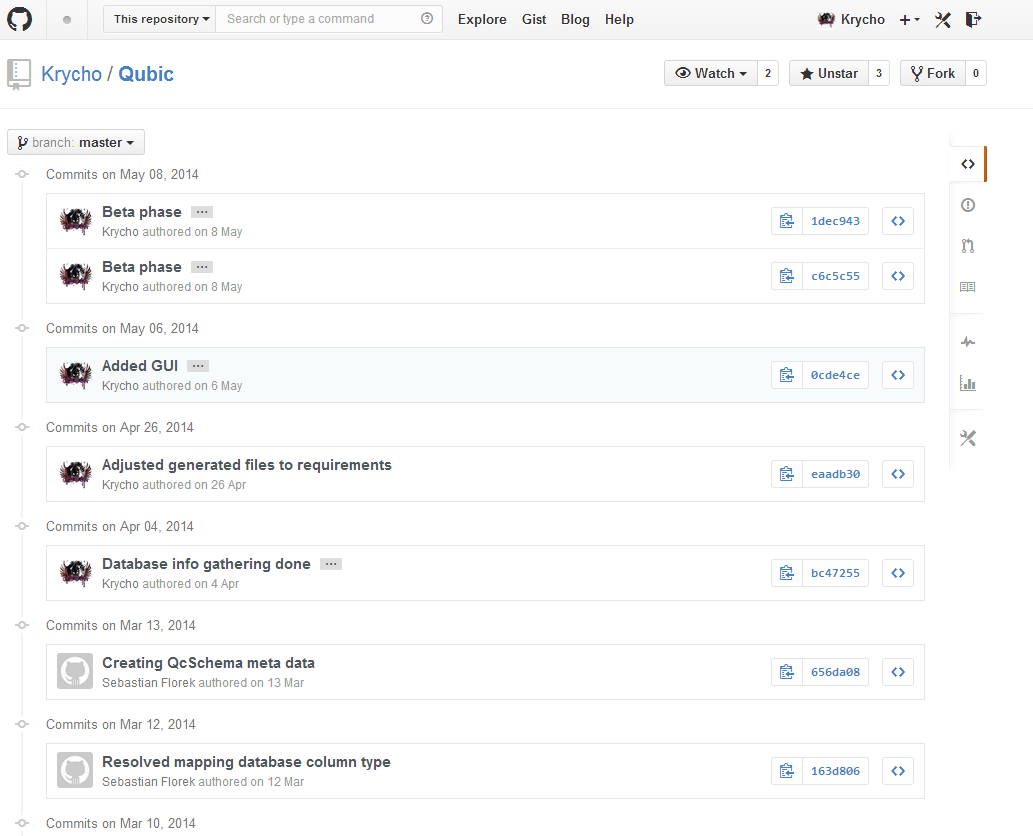 This repository Search or type a command Explore Gist Blog Help Krycho
Krycho / Qubic Watch 2 Unstar 3 Fork 0
branch: master
Commits on May 08, 2014
Beta phase ...
Krycho authored on 8 May
1dec943
Beta phase ...
Krycho authored on 8 May
c6c5c55
Commits on May 06, 2014
Added GUI ...
Krycho authored on 6 May
0cde4ce
Commits on Apr 26, 2014
Adjusted generated files to requirements
Krycho authored on 26 Apr
eaadb30
Commits on Apr 04, 2014
Database info gathering done ...
Krycho authored on 4 Apr
bc47255
Commits on Mar 13, 2014
Creating QcSchema meta data
Sebastian Florek authored on 13 Mar
656da08
Commits on Mar 12, 2014
Resolved mapping database column type
Sebastian Florek authored on 12 Mar
163d806
Commits on Mar 10, 2014